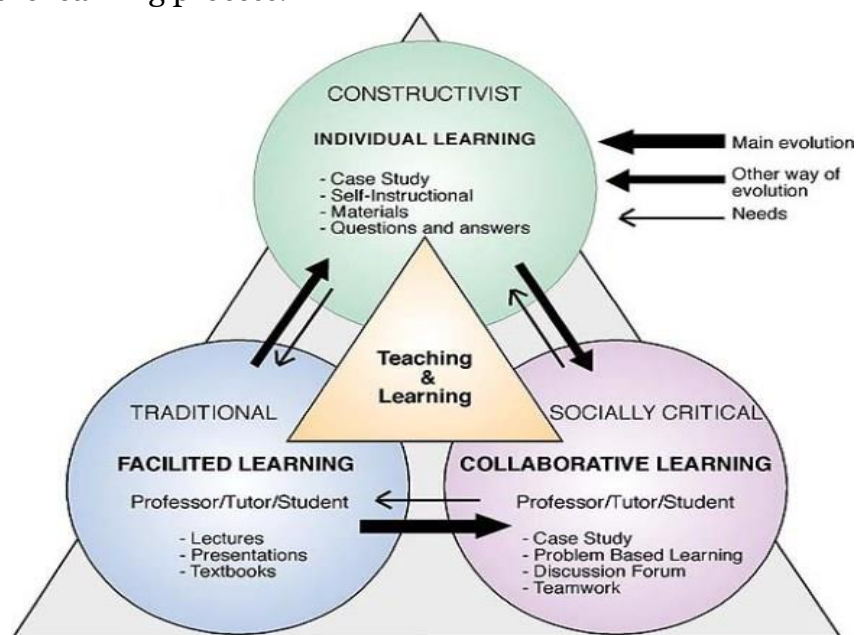 CONSTRUCTIVIST
INDIVIDUAL LEARNING
- Case Study
- Self-Instructional
- Materials
- Questions and answers
Main evolution
Other way of
evolution
Needs
Teaching
&
Learning
TRADITIONAL
FACILITED LEARNING
Professor/Tutor/Student
- Lectures
- Presentations
- Textbooks
SOCIALLY CRITICAL
COLLABORATIVE LEARNING
Professor/Tutor/Student
- Case Study
- Problem Based Learning
- Discussion Forum
- Teamwork